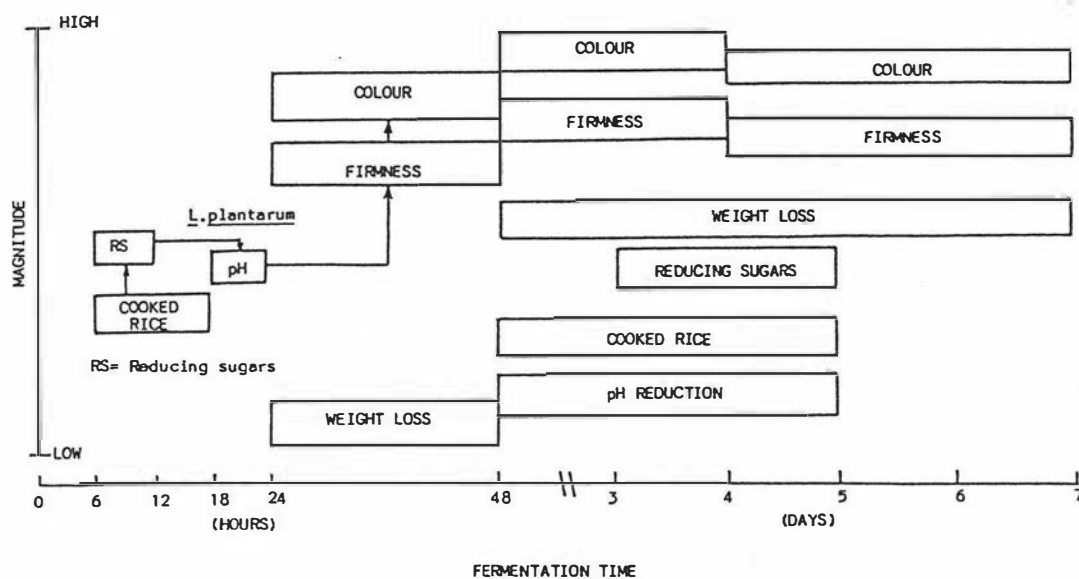 HIGH
COLOUR
COLOUR
COLOUR
FIRMNESS
FIRMNESS
FIRMNESS
L.plantarum
WEIGHT LOSS
RS
pH
REDUCING SUGARS
COOKED
RICE
COOKED RICE
RS= Reducing sugars
pH REDUCTION
WEIGHT LOSS
MAGNITUDE
LOW
0 6 12 18 24 48 3 4 5 6 7
(HOURS) (DAYS)
FERMENTATION TIME